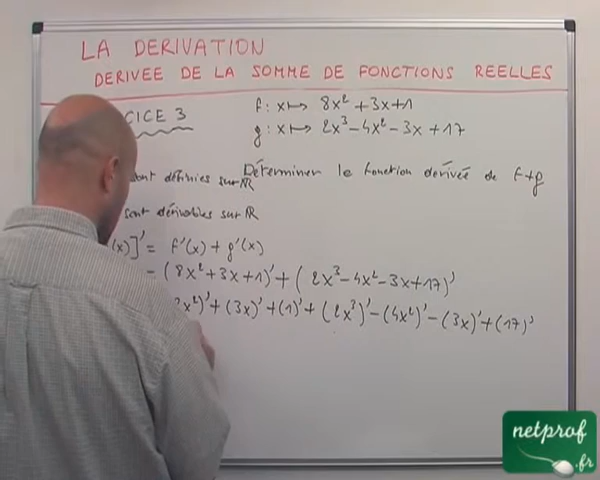 LA DERIVATION
DERIVEE DE LA SOMME DE FONCTIONS REELLES
CICE 3
f: x ↦ 8x² + 3x + 1
g: x ↦ 2x³ − 4x² − 3x + 17
Déterminer la fonction dérivée de f+g
sont définies sur ℝ
sont dérivables sur ℝ
(x)]' = f'(x) + g'(x)
= (8x² + 3x + 1)' + (2x³ − 4x² − 3x + 17)'
x²)' + (3x)' + (1)' + (2x³)' − (4x²)' − (3x)' + (17)'
netprof
.fr